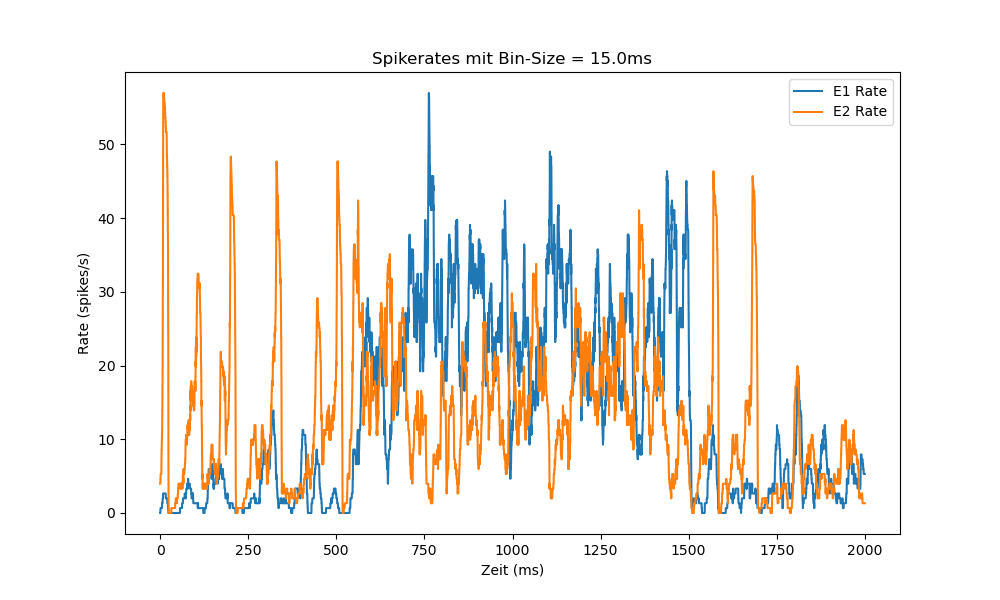 Spikerates mit Bin-Size = 15.0ms
E1 Rate
E2 Rate
Rate (spikes/s)
50
40
30
20
10
0
0 250 500 750 1000 1250 1500 1750 2000
Zeit (ms)